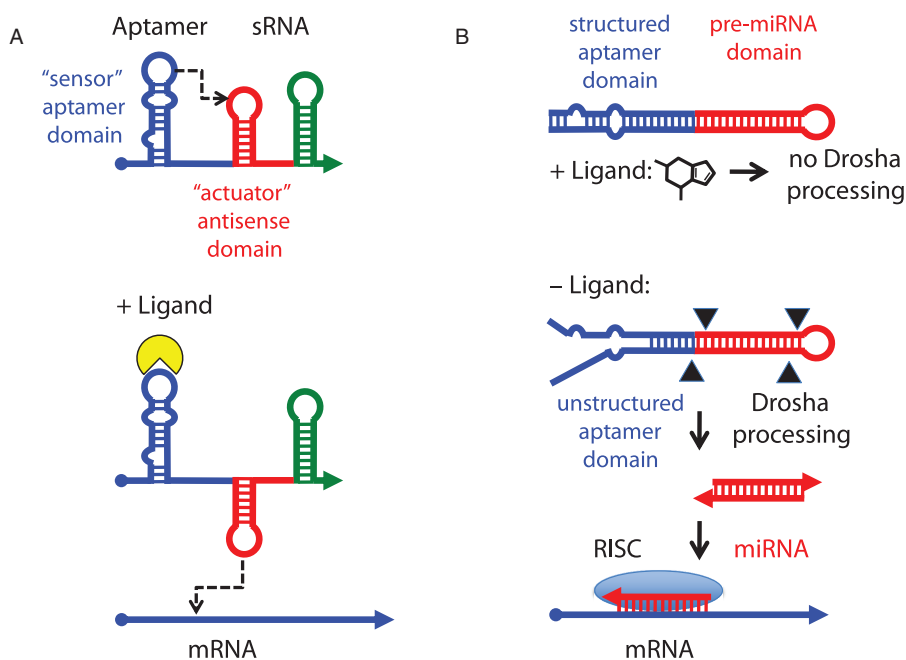 A
Aptamer
sRNA
“sensor”
aptamer
domain
“actuator”
antisense
domain
+ Ligand
mRNA
B
structured
aptamer
domain
pre-miRNA
domain
+ Ligand:
no Drosha
processing
– Ligand:
unstructured
aptamer
domain
Drosha
processing
RISC
miRNA
mRNA